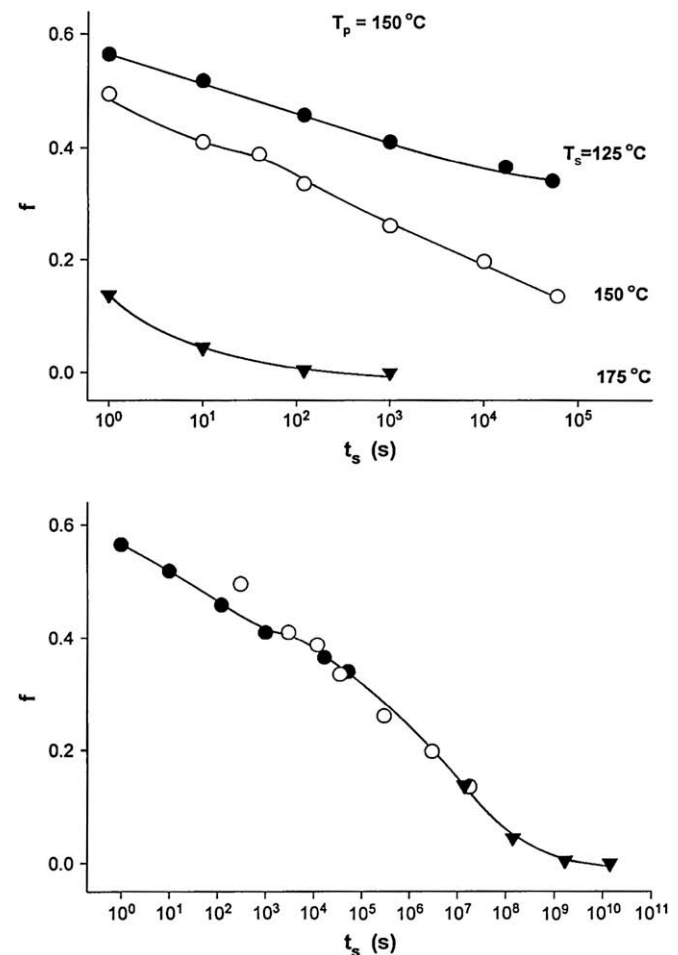 Tₚ = 150 °C
0.6
0.4
0.2
0.0
f
Tₛ=125 °C
150 °C
175 °C
10⁰ 10¹ 10² 10³ 10⁴ 10⁵
tₛ (s)
0.6
0.4
0.2
0.0
f
10⁰ 10¹ 10² 10³ 10⁴ 10⁵ 10⁶ 10⁷ 10⁸ 10⁹ 10¹⁰ 10¹¹
tₛ (s)